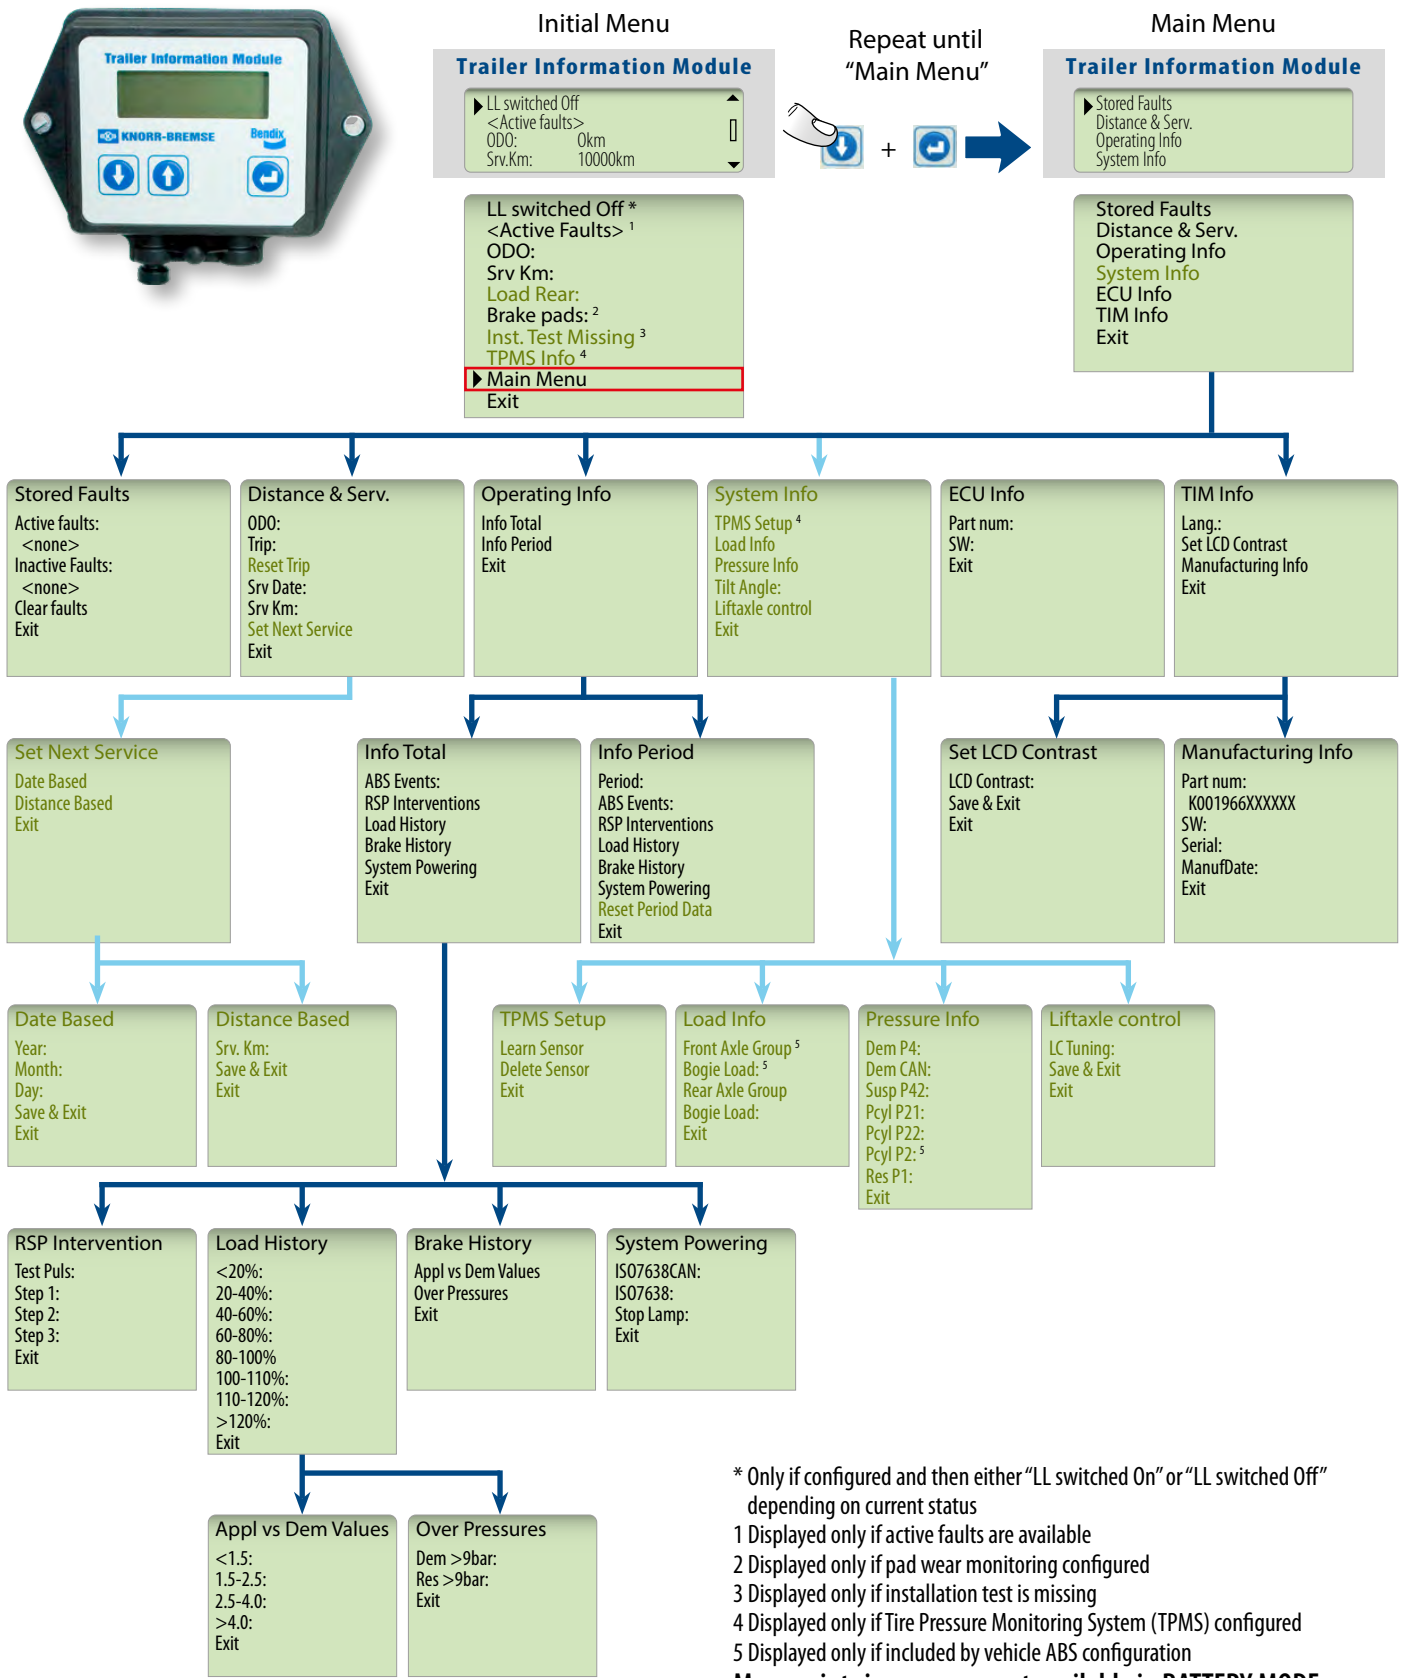 Initial Menu
Repeat until
“Main Menu”
Main Menu
Trailer Information Module
KNORR-BREMSE
Bendix
Trailer Information Module
LL switched Off
<Active faults>
ODO: 0km
Srv.Km: 10000km
+
Trailer Information Module
Stored Faults
Distance & Serv.
Operating Info
System Info
LL switched Off *
<Active Faults> 1
ODO:
Srv Km:
Load Rear:
Brake pads: 2
Inst. Test Missing 3
TPMS Info 4
Main Menu
Exit
Stored Faults
Distance & Serv.
Operating Info
System Info
ECU Info
TIM Info
Exit
Stored Faults
Active faults:
<none>
Inactive Faults:
<none>
Clear faults
Exit
Distance & Serv.
ODO:
Trip:
Reset Trip
Srv Date:
Srv Km:
Set Next Service
Exit
Operating Info
Info Total
Info Period
Exit
System Info
TPMS Setup 4
Load Info
Pressure Info
Tilt Angle:
Liftaxle control
Exit
ECU Info
Part num:
SW:
Exit
TIM Info
Lang.:
Set LCD Contrast
Manufacturing Info
Exit
Set Next Service
Date Based
Distance Based
Exit
Info Total
ABS Events:
RSP Interventions
Load History
Brake History
System Powering
Exit
Info Period
Period:
ABS Events:
RSP Interventions
Load History
Brake History
System Powering
Reset Period Data
Exit
Set LCD Contrast
LCD Contrast:
Save & Exit
Exit
Manufacturing Info
Part num:
K001966XXXXXX
SW:
Serial:
ManufDate:
Exit
Date Based
Year:
Month:
Day:
Save & Exit
Exit
Distance Based
Srv. Km:
Save & Exit
Exit
TPMS Setup
Learn Sensor
Delete Sensor
Exit
Load Info
Front Axle Group 5
Bogie Load: 5
Rear Axle Group
Bogie Load:
Exit
Pressure Info
Dem P4:
Dem CAN:
Susp P42:
Pcyl P21:
Pcyl P22:
Pcyl P2: 5
Res P1:
Exit
Liftaxle control
LC Tuning:
Save & Exit
Exit
RSP Intervention
Test Puls:
Step 1:
Step 2:
Step 3:
Exit
Load History
<20%:
20-40%:
40-60%:
60-80%:
80-100%
100-110%:
110-120%:
>120%:
Exit
Brake History
Appl vs Dem Values
Over Pressures
Exit
System Powering
ISO7638CAN:
ISO7638:
Stop Lamp:
Exit
Appl vs Dem Values
<1.5:
1.5-2.5:
2.5-4.0:
>4.0:
Exit
Over Pressures
Dem >9bar:
Res >9bar:
Exit
* Only if configured and then either “LL switched On” or “LL switched Off”
depending on current status
1 Displayed only if active faults are available
2 Displayed only if pad wear monitoring configured
3 Displayed only if installation test is missing
4 Displayed only if Tire Pressure Monitoring System (TPMS) configured
5 Displayed only if included by vehicle ABS configuration